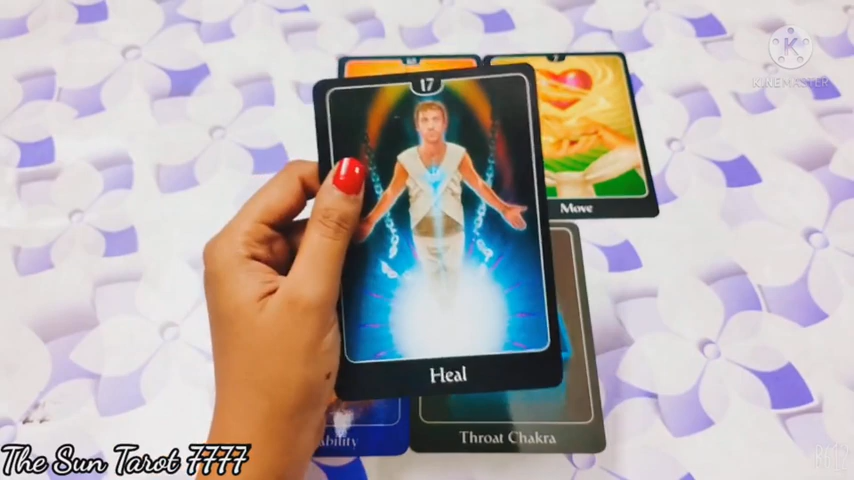 K
KINEMASTER
17
Heal
Move
ability
Throat Chakra
The Sun Tarot 7777